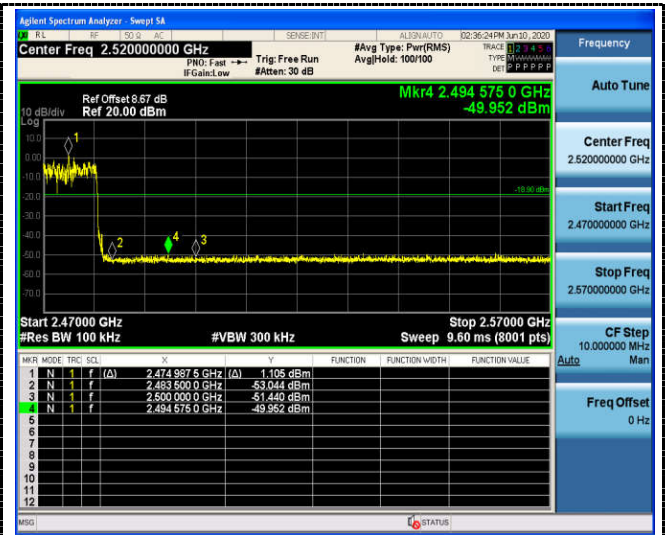 Agilent Spectrum Analyzer - Swept SA
RL RF 50 Ω AC SENSE:INT ALIGNAUTO 02:36:24 PM Jun 10, 2020
Center Freq 2.520000000 GHz #Avg Type: Pwr(RMS) TRACE 1 2 3 4 5 6
PNO: Fast Trig: Free Run Avg|Hold: 100/100 TYPE M
IFGain:Low #Atten: 30 dB DET P P P P P P
Frequency
Auto Tune
Mkr4 2.494 575 0 GHz
Ref Offset 8.67 dB
10 dB/div Ref 20.00 dBm -49.952 dBm
Log
10.0
0.00
-10.0
-20.0
-30.0
-40.0
-50.0
-60.0
-70.0
1
2
4
3
-18.90 dBm
Center Freq
2.520000000 GHz
Start Freq
2.470000000 GHz
Stop Freq
2.570000000 GHz
Start 2.47000 GHz Stop 2.57000 GHz
#Res BW 100 kHz #VBW 300 kHz Sweep 9.60 ms (8001 pts)
CF Step
10.000000 MHz
Auto Man
Freq Offset
0 Hz
MKR MODE TRC SCL X Y FUNCTION FUNCTION WIDTH FUNCTION VALUE
1 N 1 f (Δ) 2.474 987 5 GHz (Δ) 1.105 dBm
2 N 1 f 2.483 500 0 GHz -53.044 dBm
3 N 1 f 2.500 000 0 GHz -51.440 dBm
4 N 1 f 2.494 575 0 GHz -49.952 dBm
5
6
7
8
9
10
11
12
MSG STATUS